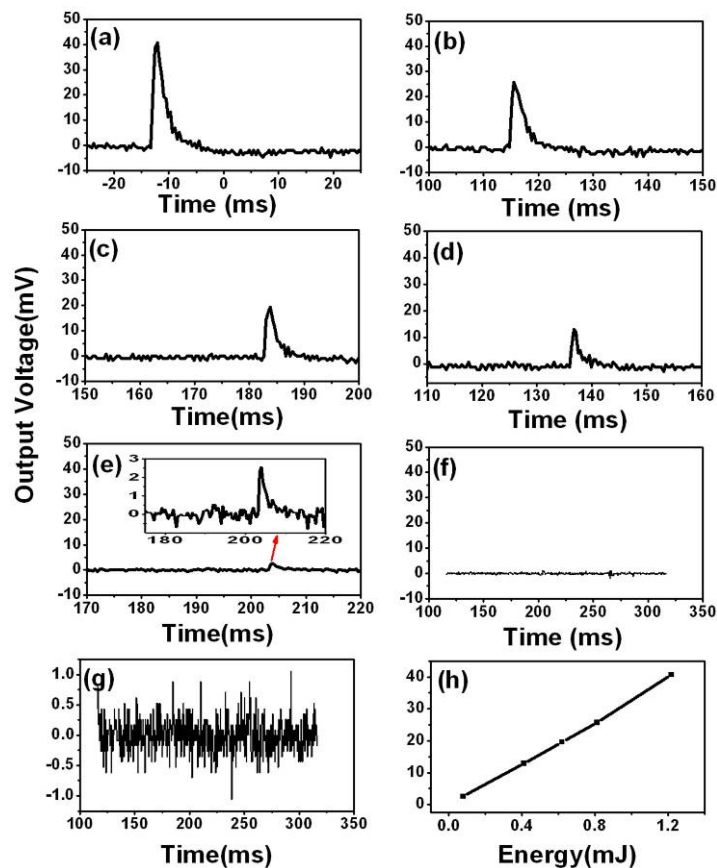 Output Voltage(mV)
(a)
50
40
30
20
10
0
-10
-20 -10 0 10 20
Time (ms)
(b)
50
40
30
20
10
0
-10
100 110 120 130 140 150
Time (ms)
(c)
50
40
30
20
10
0
-10
150 160 170 180 190 200
Time(ms)
(d)
50
40
30
20
10
0
-10
110 120 130 140 150 160
Time (ms)
(e)
50
40
30
20
10
0
-10
3
2
1
0
180 200 220
170 180 190 200 210 220
Time(ms)
(f)
50
40
30
20
10
0
-10
100 150 200 250 300 350
Time (ms)
(g)
1.0
0.5
0.0
-0.5
-1.0
100 150 200 250 300 350
Time(ms)
(h)
40
30
20
10
0
0.0 0.4 0.8 1.2
Energy(mJ)